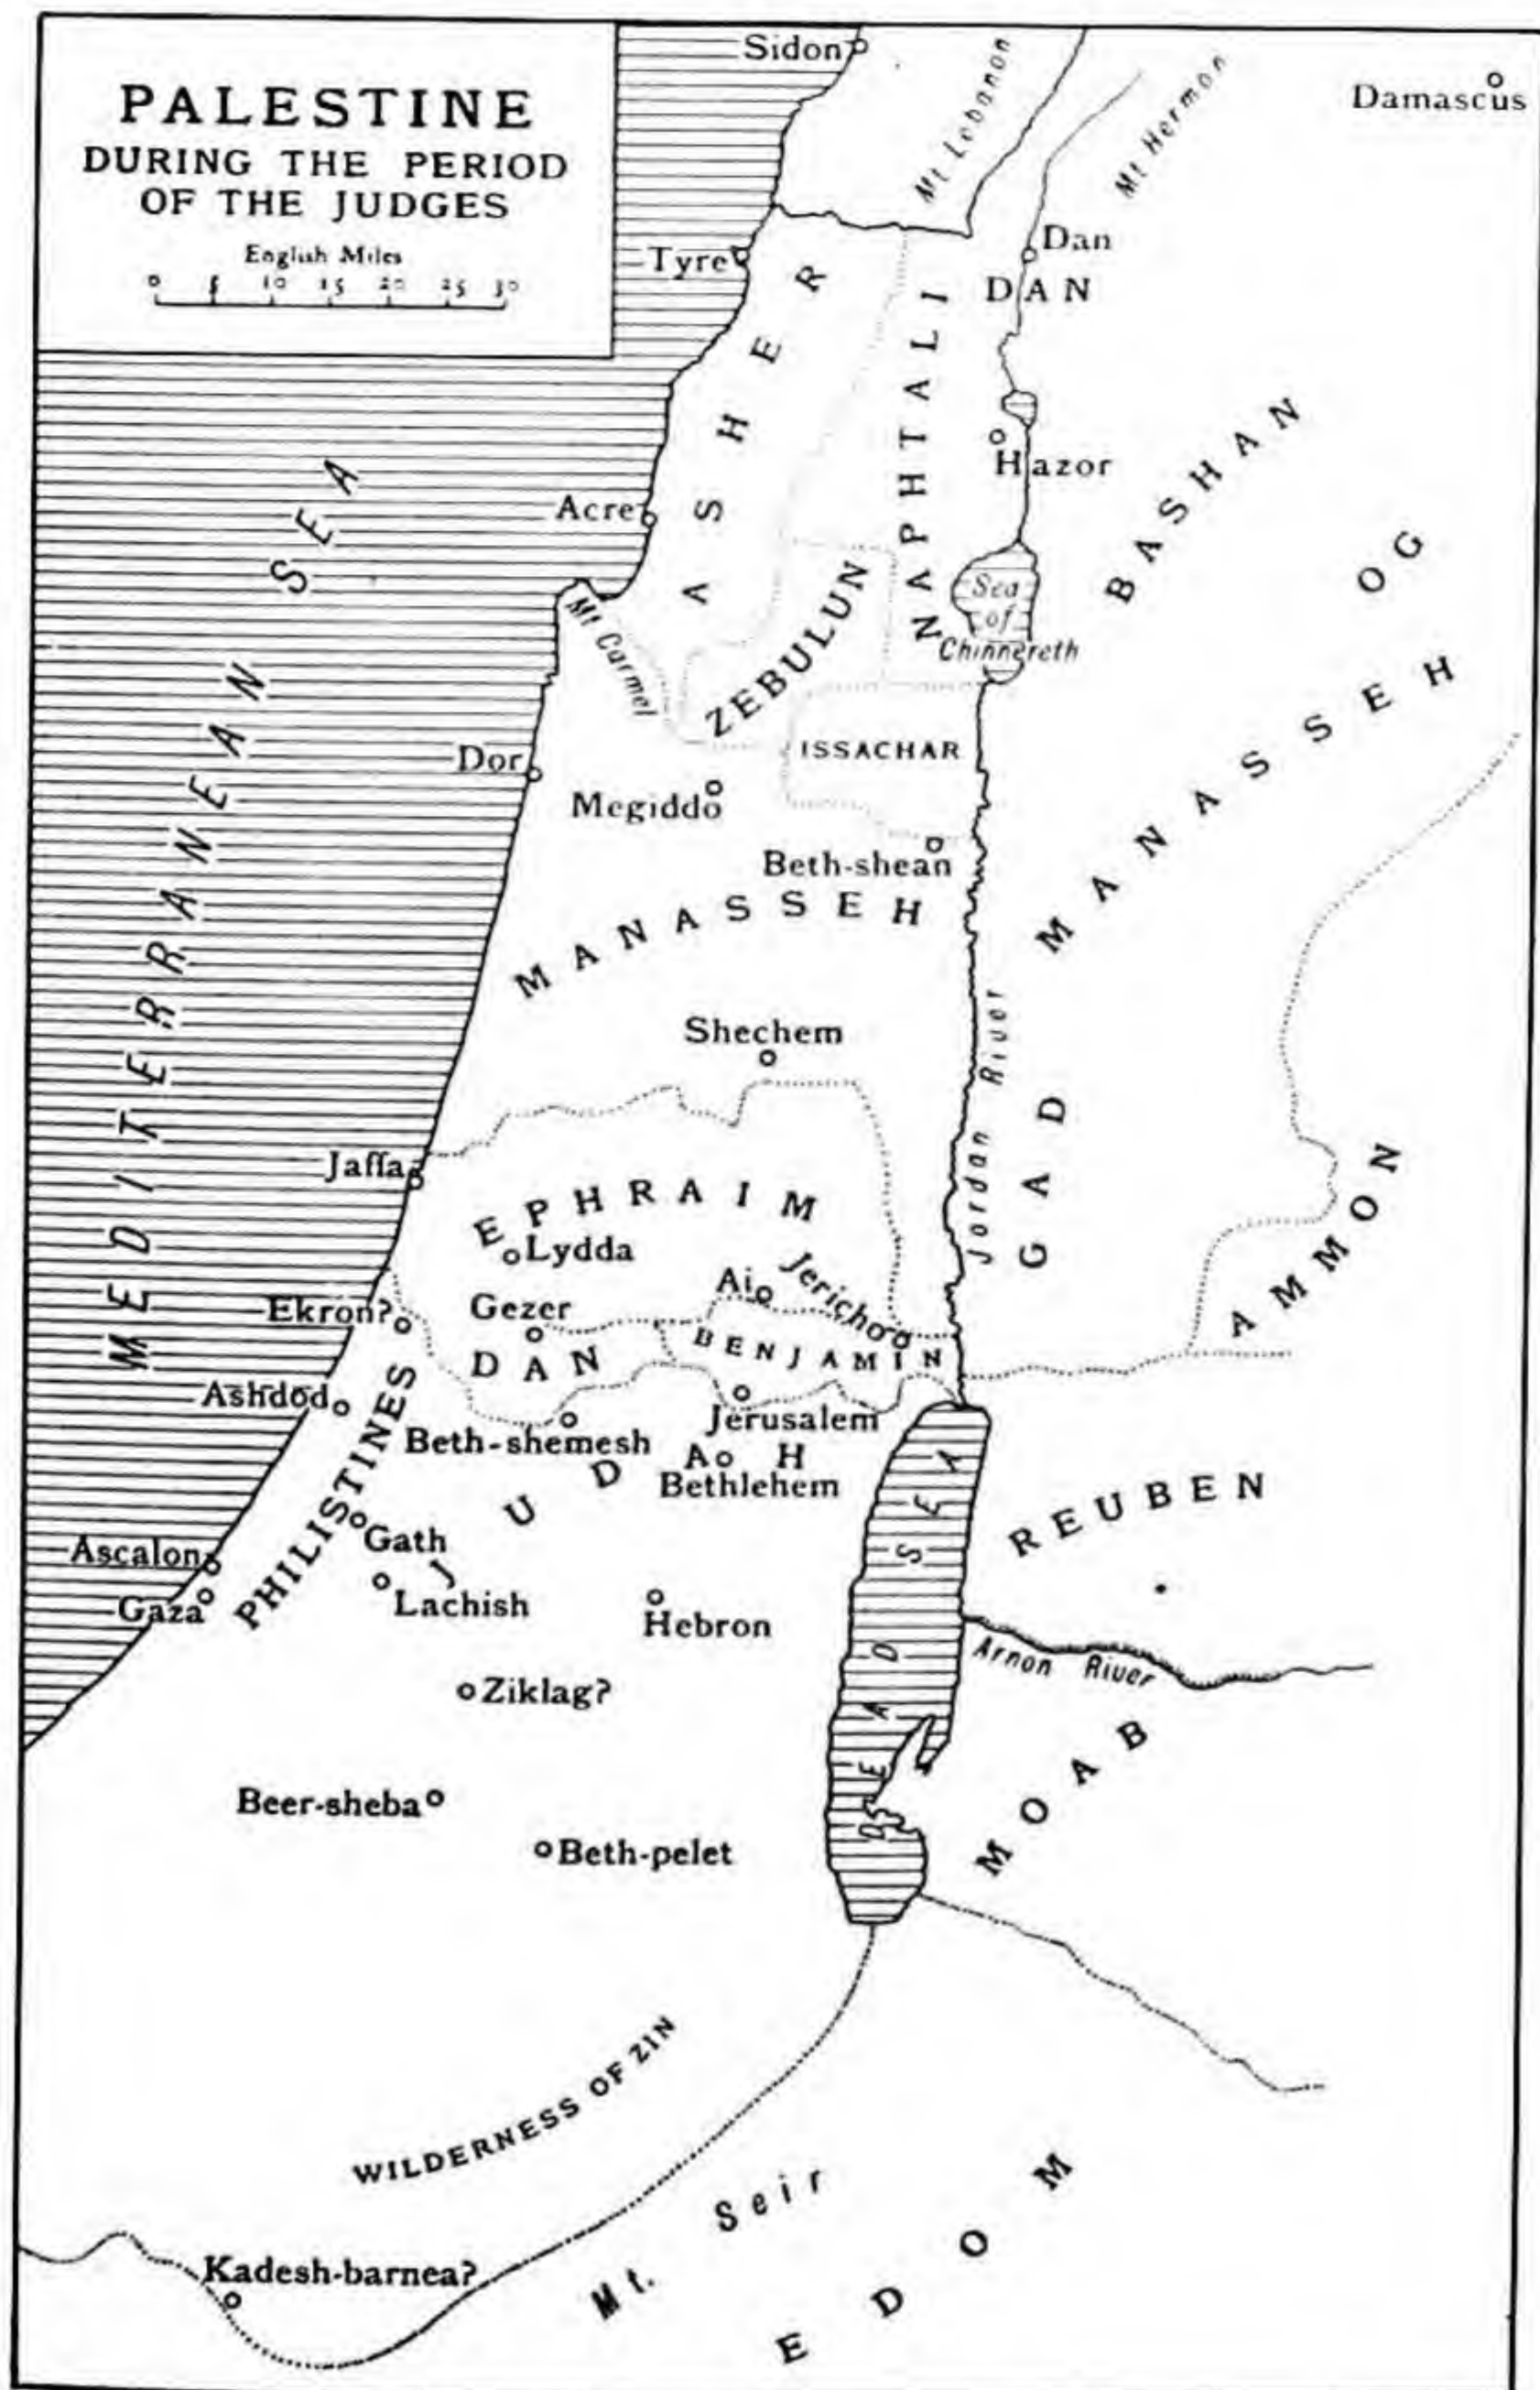 PALESTINE
DURING THE PERIOD
OF THE JUDGES
English Miles
0 5 10 15 20 25 30
Sidon
Mt Lebanon
Mt Hermon
Damascus
Tyre
Dan
DAN
ASHER
NAPHTALI
Hazor
BASHAN
OG
MEDITERRANEAN SEA
Acre
Sea
of
Chinnereth
Mt Carmel
ZEBULUN
MANASSEH
ISSACHAR
Dor
Megiddo
Beth-shean
MANASSEH
Shechem
Jordan River
GAD
Jaffa
EPHRAIM
Lydda
AMMON
Ai
Jericho
Ekron?
Gezer
DAN
BENJAMIN
Ashdod
Jerusalem
Beth-shemesh
JUDAH
Bethlehem
PHILISTINES
DEAD SEA
REUBEN
Gath
Ascalon
Gaza
Lachish
Hebron
Arnon River
Ziklag?
MOAB
Beer-sheba
Beth-pelet
WILDERNESS OF ZIN
Mt. Seir
Kadesh-barnea?
EDOM